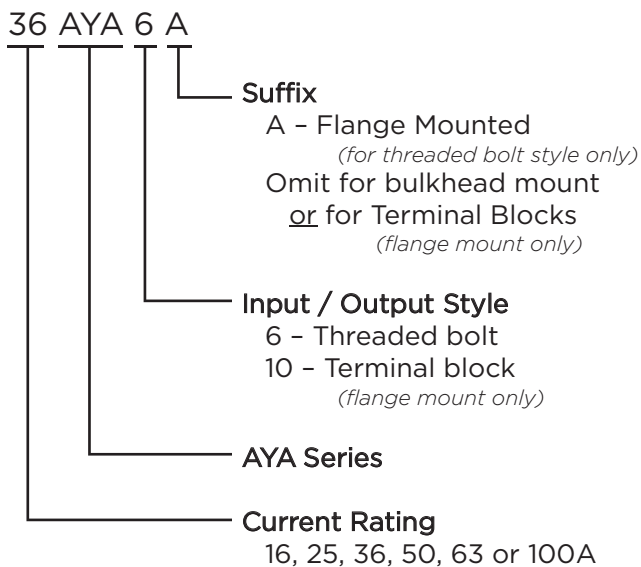 36 AYA 6 A
Suffix
A – Flange Mounted
(for threaded bolt style only)
Omit for bulkhead mount
or for Terminal Blocks
(flange mount only)
Input / Output Style
6 – Threaded bolt
10 – Terminal block
(flange mount only)
AYA Series
Current Rating
16, 25, 36, 50, 63 or 100A